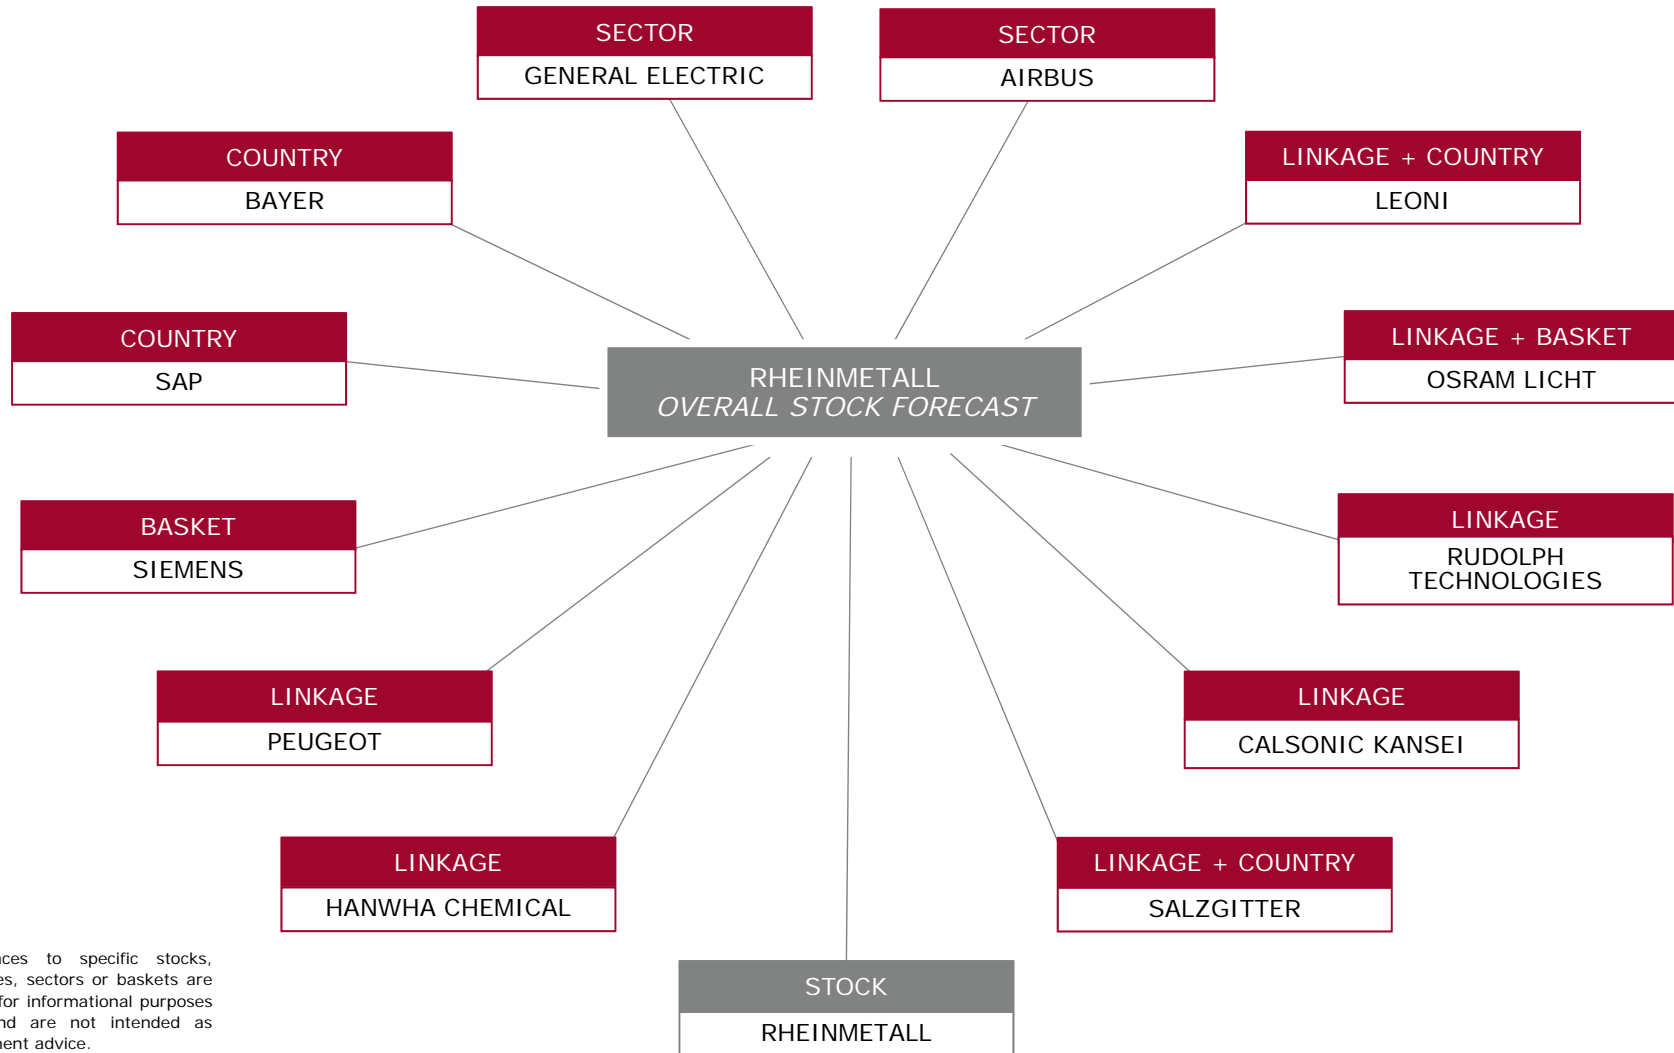 SECTOR
GENERAL ELECTRIC
SECTOR
AIRBUS
COUNTRY
BAYER
LINKAGE + COUNTRY
LEONI
COUNTRY
SAP
LINKAGE + BASKET
OSRAM LICHT
RHEINMETALL
OVERALL STOCK FORECAST
BASKET
SIEMENS
LINKAGE
RUDOLPH
TECHNOLOGIES
LINKAGE
PEUGEOT
LINKAGE
CALSONIC KANSEI
LINKAGE
HANWHA CHEMICAL
LINKAGE + COUNTRY
SALZGITTER
to specific stocks,
sectors or baskets are
for informational purposes
are not intended as
advice.
STOCK
RHEINMETALL